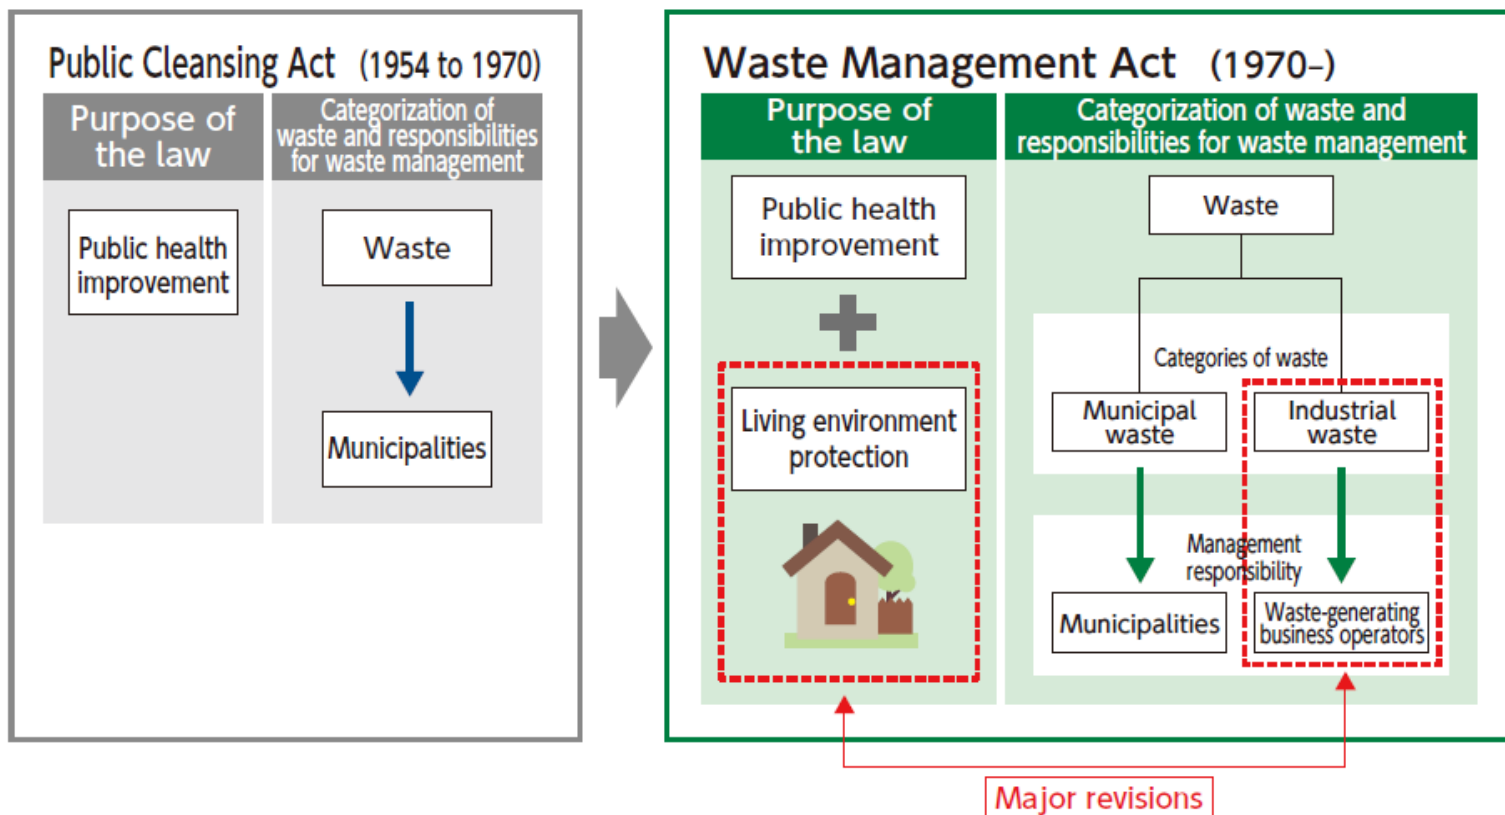 Public Cleansing Act (1954 to 1970)
Purpose of
the law
Categorization of
waste and responsibilities
for waste management
Public health
improvement
Waste
Municipalities
Waste Management Act (1970–)
Purpose of
the law
Categorization of waste and
responsibilities for waste management
Public health
improvement
Living environment
protection
Waste
Categories of waste
Municipal
waste
Industrial
waste
Management
responsibility
Municipalities
Waste-generating
business operators
Major revisions